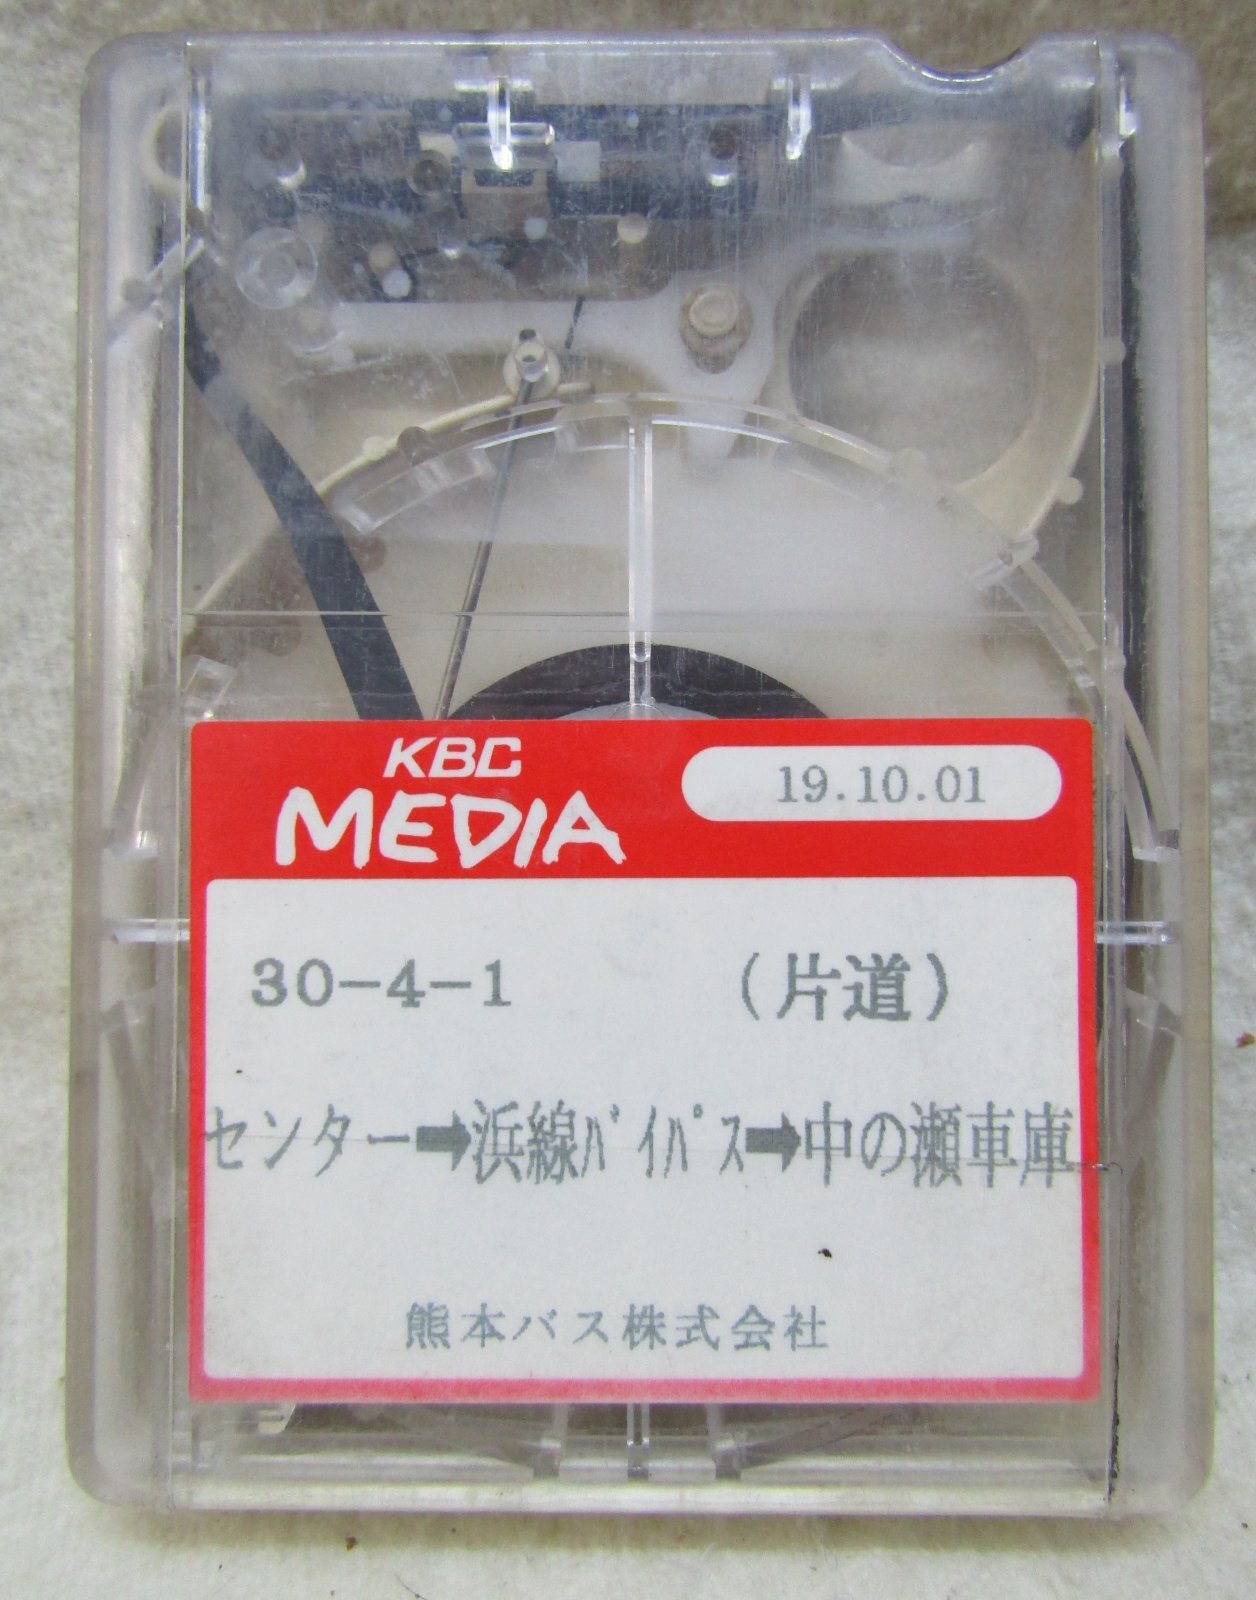 KBC
MEDIA
19.10.01
30-4-1 (片道)
センター➡浜線ﾊﾞｲﾊﾟｽ➡中の瀬車庫
熊本バス株式会社